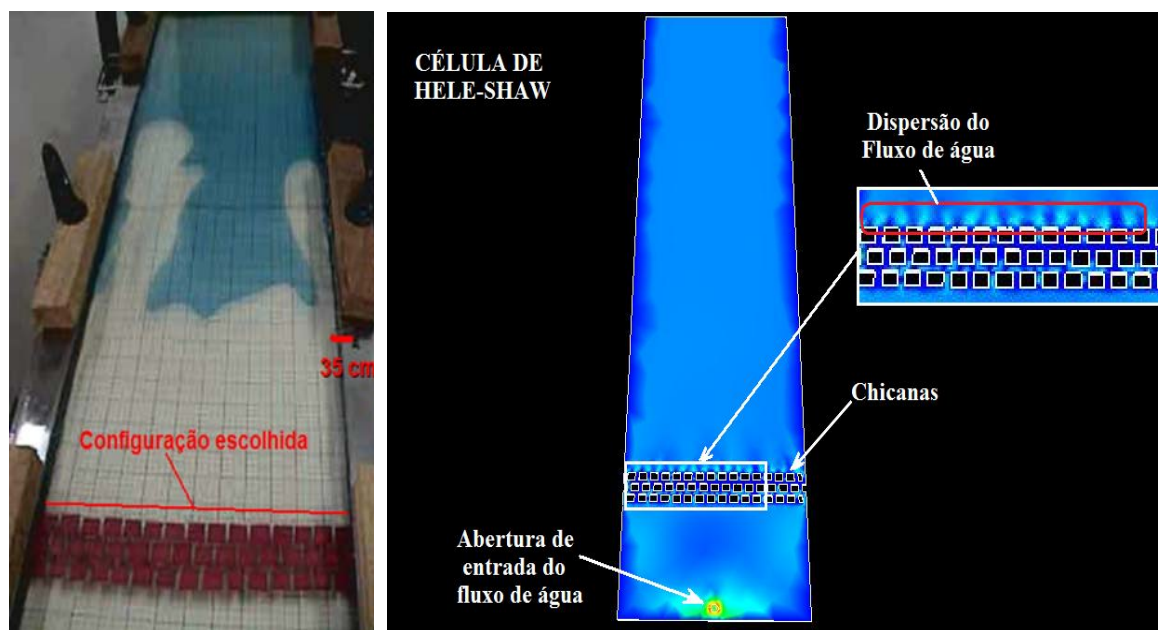 35 cm
Configuração escolhida
CÉLULA DE
HELE-SHAW
Dispersão do
Fluxo de água
Chicanas
Abertura de
entrada do
fluxo de água